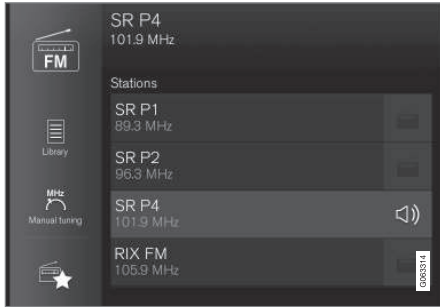 SR P4
101.9 MHz
FM
Stations
SR P1
89.3 MHz
Library
SR P2
96.3 MHz
MHz
Manual tuning
SR P4
101.9 MHz
RIX FM
105.9 MHz
G063314